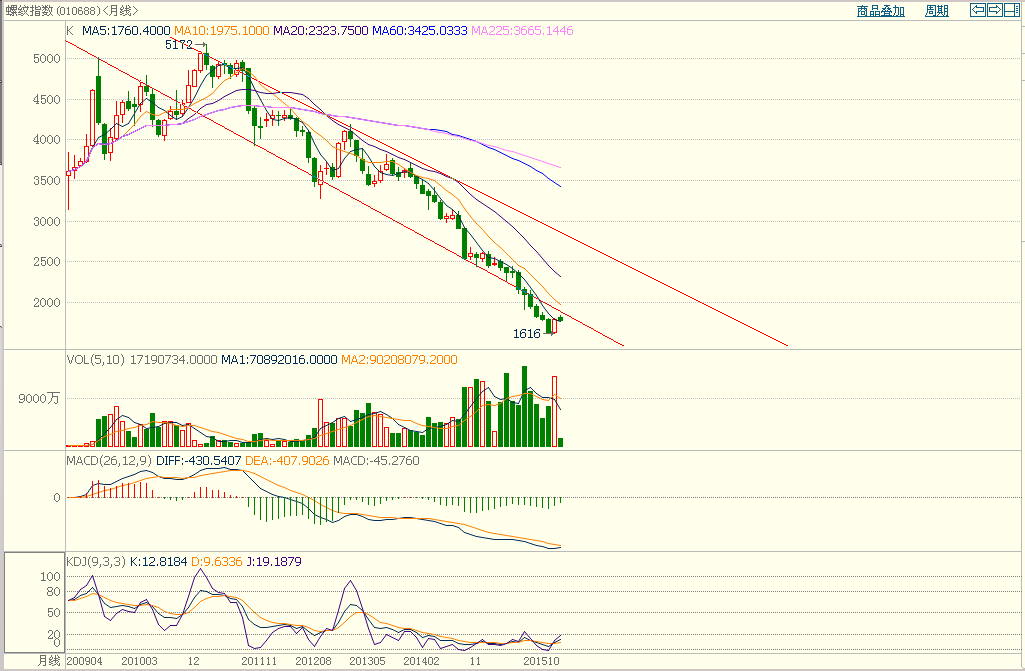 螺纹指数 (010688)<月线> 商品叠加 周期
K MA5:1760.4000 MA10:1975.1000 MA20:2323.7500 MA60:3425.0333 MA225:3665.1446
5172
5000
4500
4000
3500
3000
2500
2000
1616
VOL(5,10) 17190734.0000 MA1:70892016.0000 MA2:90208079.2000
9000万
MACD(26,12,9) DIFF:-430.5407 DEA:-407.9026 MACD:-45.2760
0
KDJ(9,3,3) K:12.8184 D:9.6336 J:19.1879
100
80
50
20
0
月线 200904 201003 12 201111 201208 201305 201402 11 201510